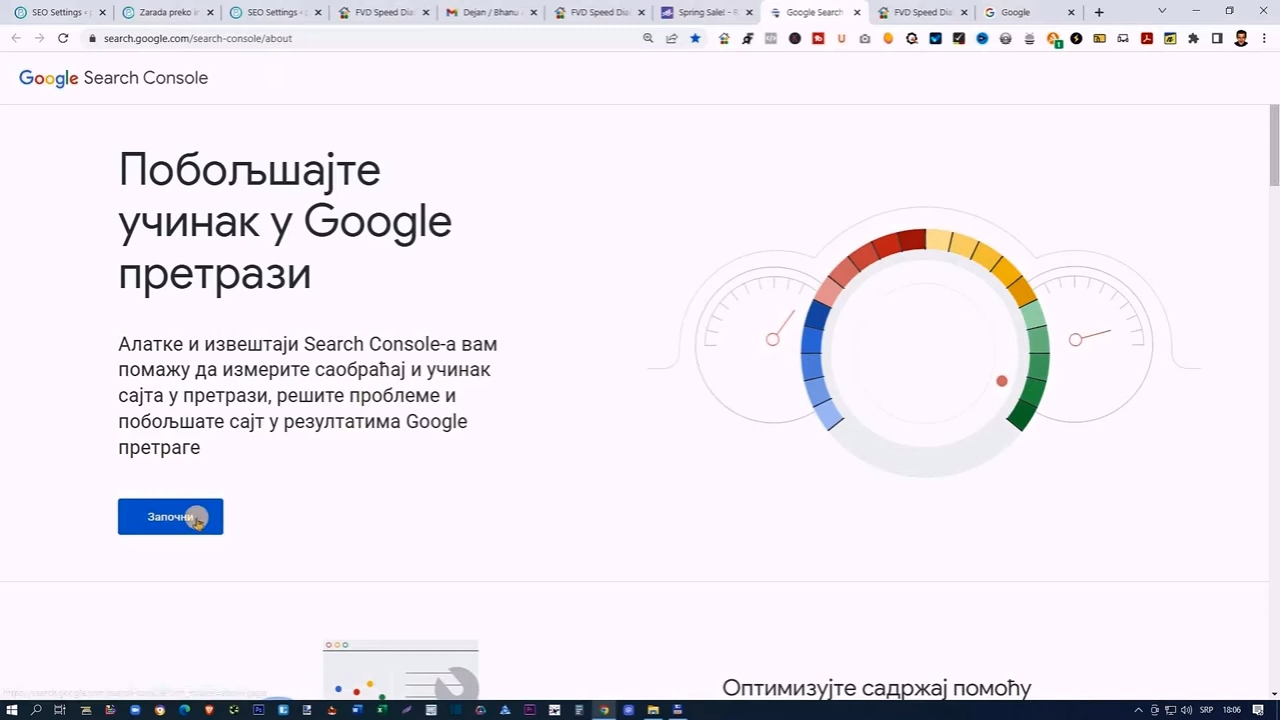 SEO Settings ‹
Zarada preko i
SEO Settings ‹
FVD Speed Dia
Dejan / Bhanu
FVD Speed Dia
Spring Sale! – R
Google Search
FVD Speed Dia
Google
search.google.com/search-console/about
Google Search Console
Побољшајте
учинак у Google
претрази
Алатке и извештаји Search Console-а вам
помажу да измерите саобраћај и учинак
сајта у претрази, решите проблеме и
побољшате сајт у резултатима Google
претраге
Започни
Оптимизујте садржај помоћу
SRP
18:06